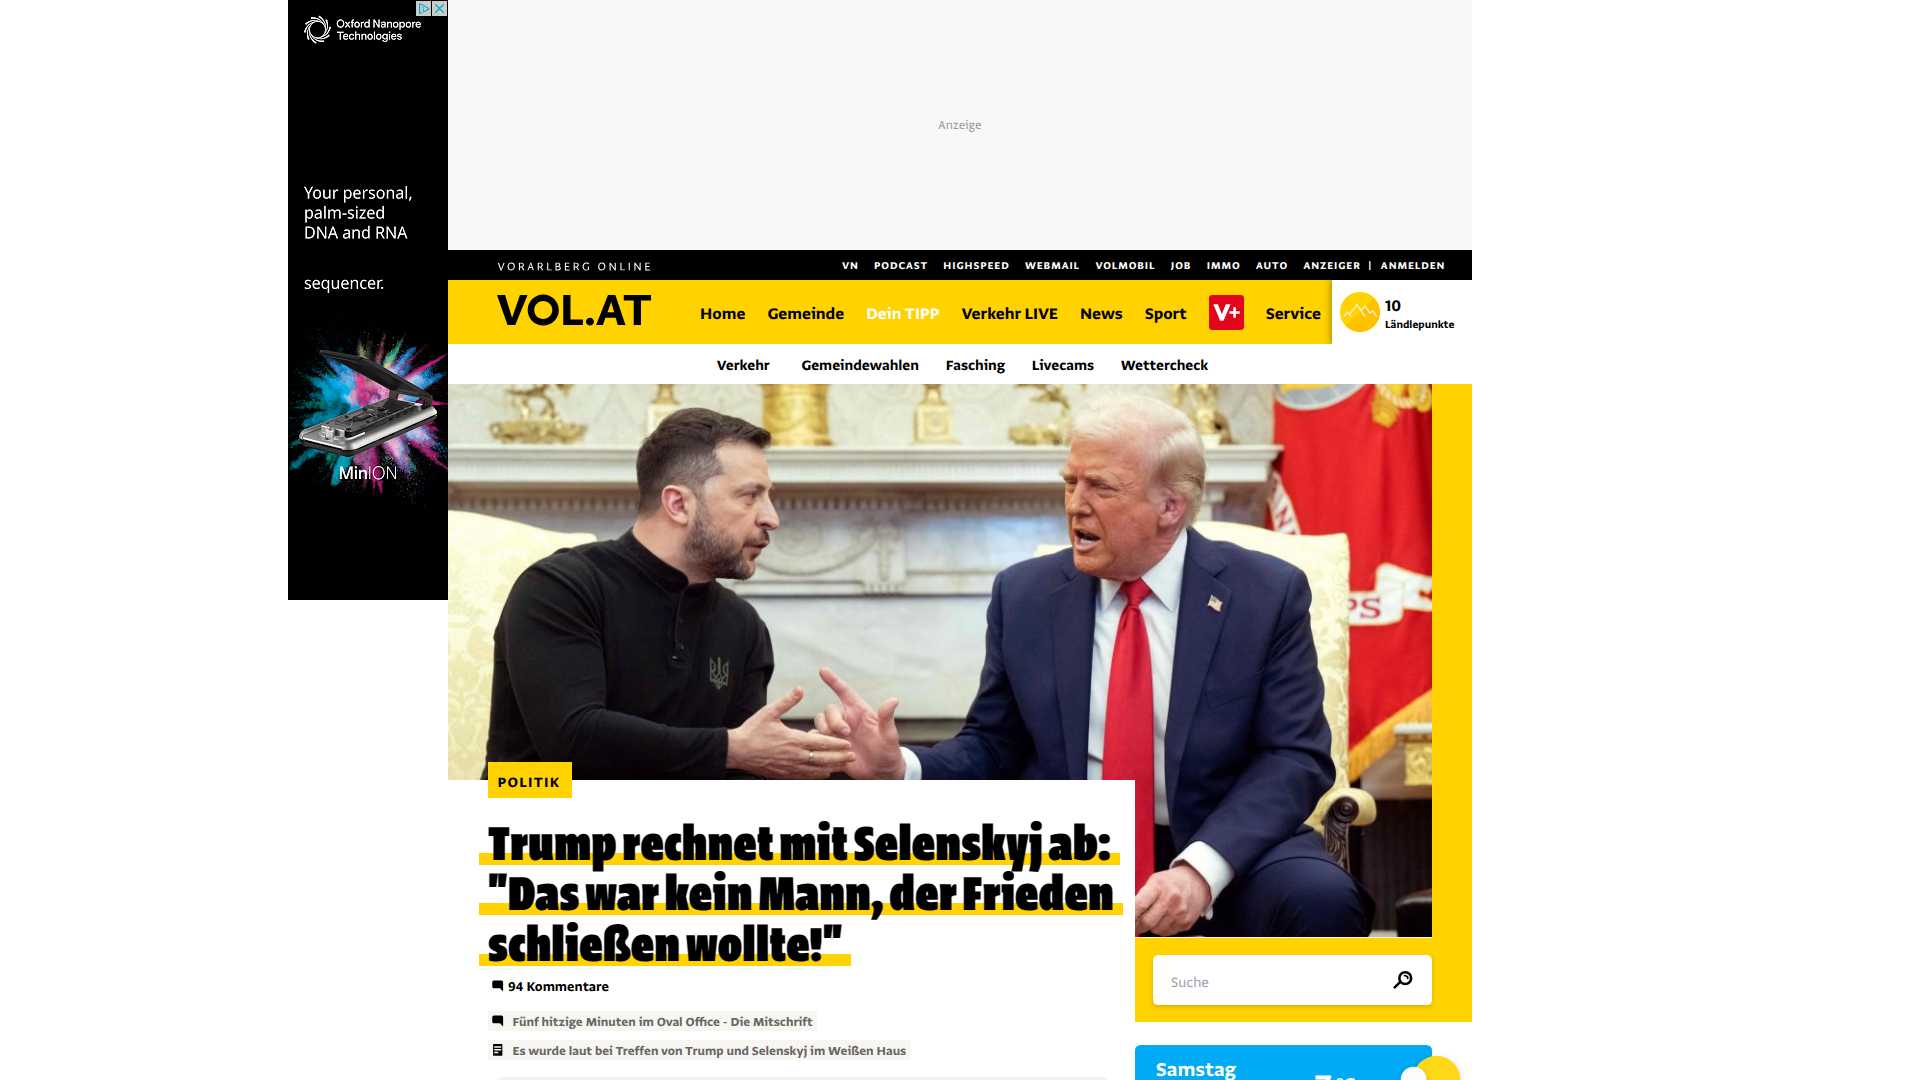 Oxford Nanopore
Technologies
Your personal,
palm-sized
DNA and RNA
sequencer.
MinION
Anzeige
VORARLBERG ONLINE
VN PODCAST HIGHSPEED WEBMAIL VOLMOBIL JOB IMMO AUTO ANZEIGER | ANMELDEN
VOL.AT
Home Gemeinde Dein TIPP Verkehr LIVE News Sport V+ Service
10
Ländlepunkte
Verkehr Gemeindewahlen Fasching Livecams Wettercheck
POLITIK
Trump rechnet mit Selenskyj ab:
"Das war kein Mann, der Frieden
schließen wollte!"
94 Kommentare
Fünf hitzige Minuten im Oval Office - Die Mitschrift
Es wurde laut bei Treffen von Trump und Selenskyj im Weißen Haus
Suche
Samstag